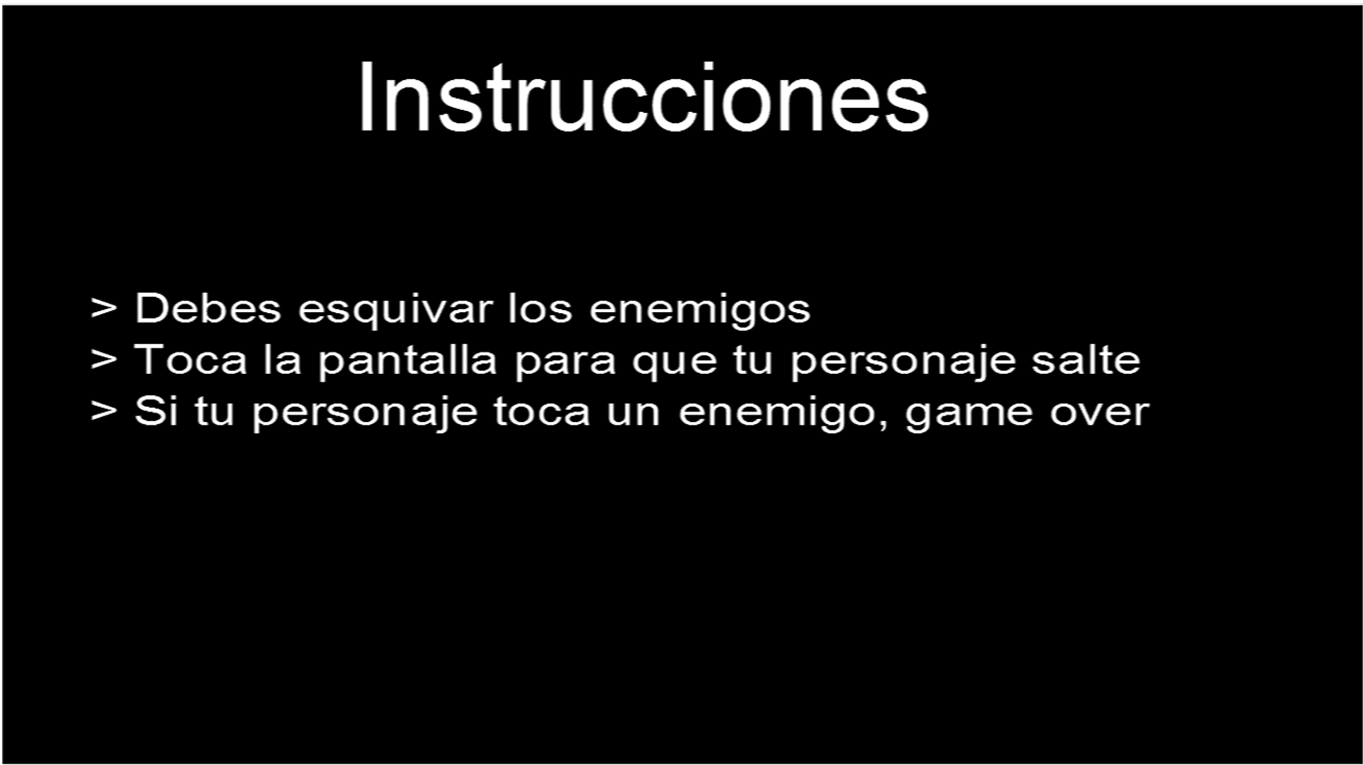 Instrucciones
> Debes esquivar los enemigos
> Toca la pantalla para que tu personaje salte
> Si tu personaje toca un enemigo, game over